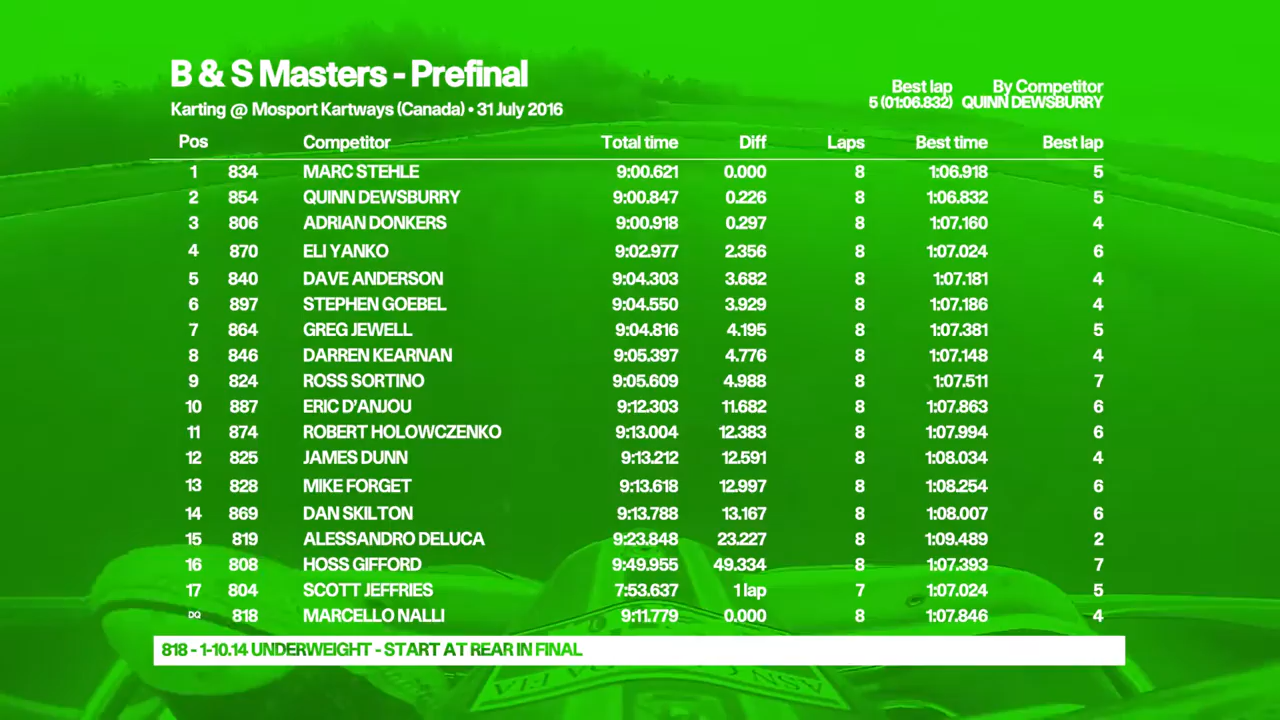 B & S Masters - Prefinal
Karting @ Mosport Kartways (Canada) • 31 July 2016
Best lap By Competitor
5 (01:06.832) QUINN DEWSBURRY
Pos Competitor Total time Diff Laps Best time Best lap
1 834 MARC STEHLE 9:00.621 0.000 8 1:06.918 5
2 854 QUINN DEWSBURRY 9:00.847 0.226 8 1:06.832 5
3 806 ADRIAN DONKERS 9:00.918 0.297 8 1:07.160 4
4 870 ELI YANKO 9:02.977 2.356 8 1:07.024 6
5 840 DAVE ANDERSON 9:04.303 3.682 8 1:07.181 4
6 897 STEPHEN GOEBEL 9:04.550 3.929 8 1:07.186 4
7 864 GREG JEWELL 9:04.816 4.195 8 1:07.381 5
8 846 DARREN KEARNAN 9:05.397 4.776 8 1:07.148 4
9 824 ROSS SORTINO 9:05.609 4.988 8 1:07.511 7
10 887 ERIC D'ANJOU 9:12.303 11.682 8 1:07.863 6
11 874 ROBERT HOLOWCZENKO 9:13.004 12.383 8 1:07.994 6
12 825 JAMES DUNN 9:13.212 12.591 8 1:08.034 4
13 828 MIKE FORGET 9:13.618 12.997 8 1:08.254 6
14 869 DAN SKILTON 9:13.788 13.167 8 1:08.007 6
15 819 ALESSANDRO DELUCA 9:23.848 23.227 8 1:09.489 2
16 808 HOSS GIFFORD 9:49.955 49.334 8 1:07.393 7
17 804 SCOTT JEFFRIES 7:53.637 1 lap 7 1:07.024 5
∞ 818 MARCELLO NALLI 9:11.779 0.000 8 1:07.846 4
818 - 1-10.14 UNDERWEIGHT - START AT REAR IN FINAL